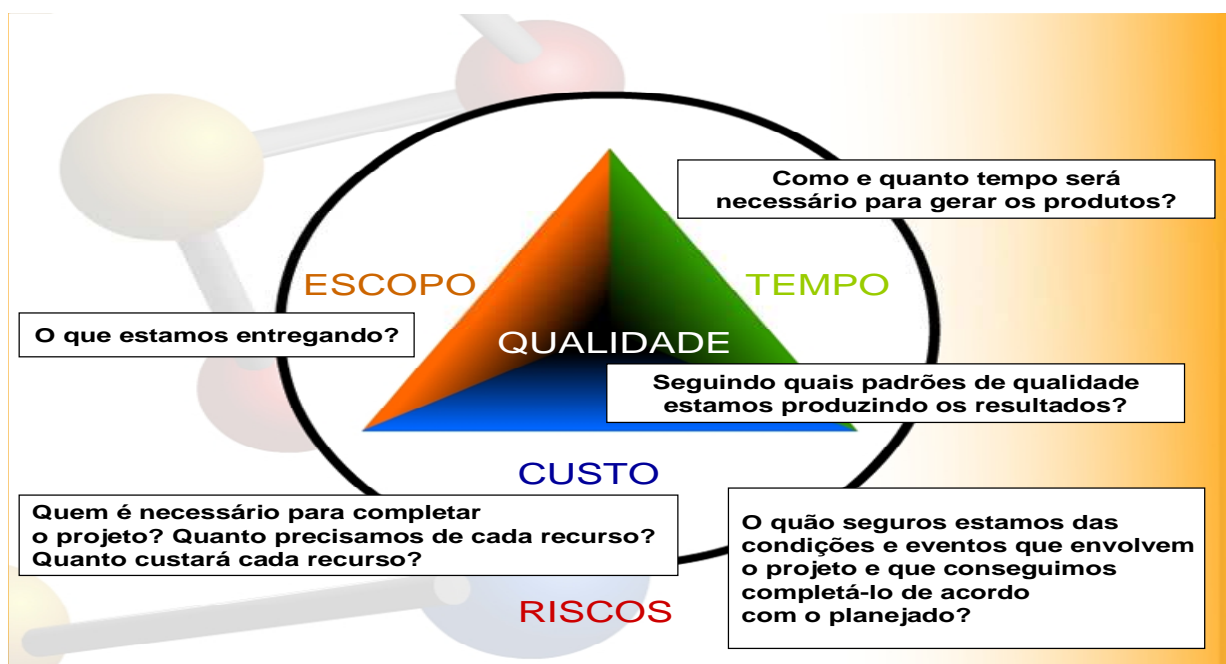 Como e quanto tempo será
necessário para gerar os produtos?
ESCOPO
TEMPO
O que estamos entregando?
QUALIDADE
Seguindo quais padrões de qualidade
estamos produzindo os resultados?
CUSTO
Quem é necessário para completar
o projeto? Quanto precisamos de cada recurso?
Quanto custará cada recurso?
O quão seguros estamos das
condições e eventos que envolvem
o projeto e que conseguimos
completá-lo de acordo
com o planejado?
RISCOS